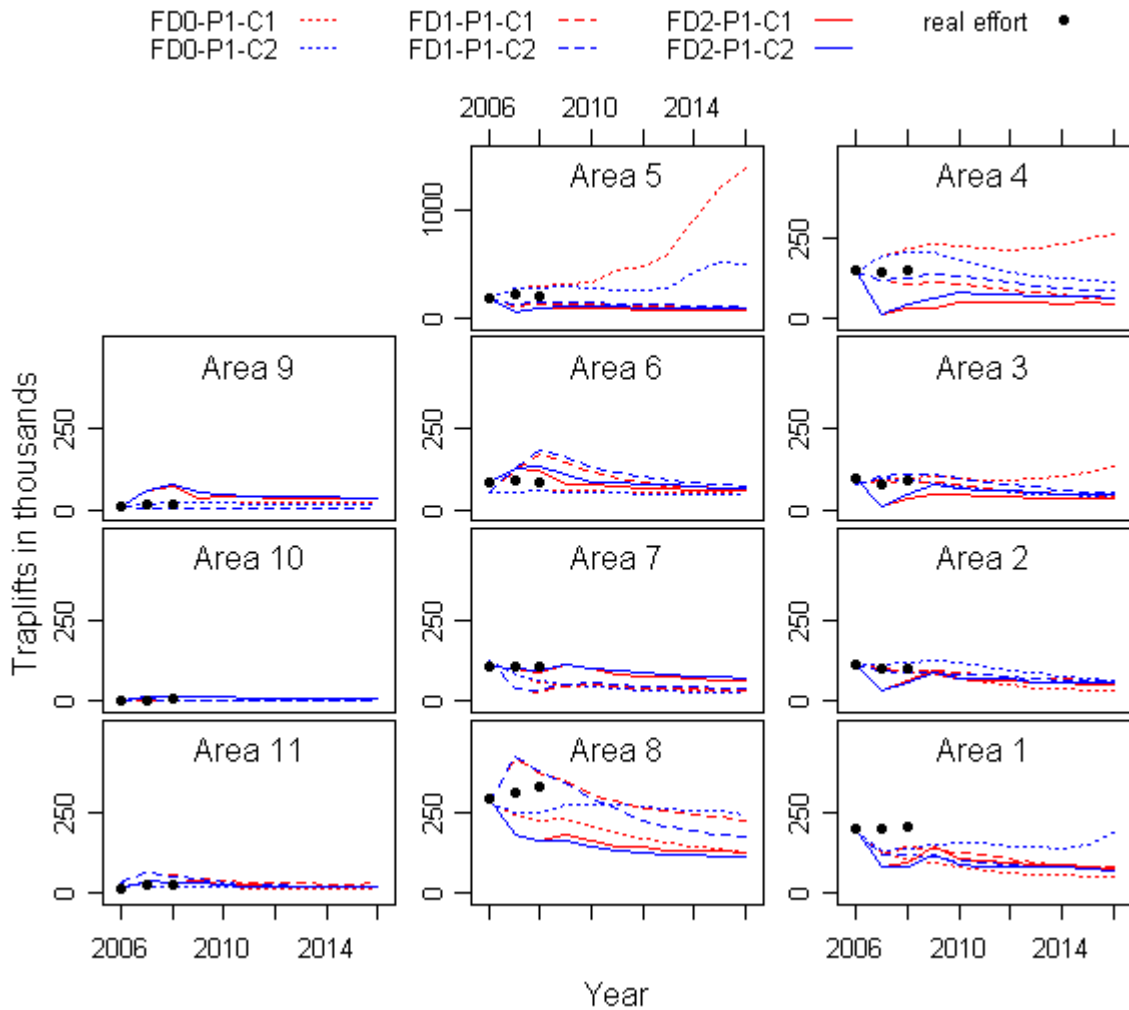 FD0-P1-C1 FD1-P1-C1 FD2-P1-C1 real effort
FD0-P1-C2 FD1-P1-C2 FD2-P1-C2
2006 2010 2014
Area 5 Area 4
1000
0
250
0
Area 9 Area 6 Area 3
250
0
250
0
250
0
Area 10 Area 7 Area 2
250
0
250
0
250
0
Area 11 Area 8 Area 1
250
0
250
0
250
0
2006 2010 2014 2006 2010 2014 2006 2010 2014
Traplifts in thousands
Year